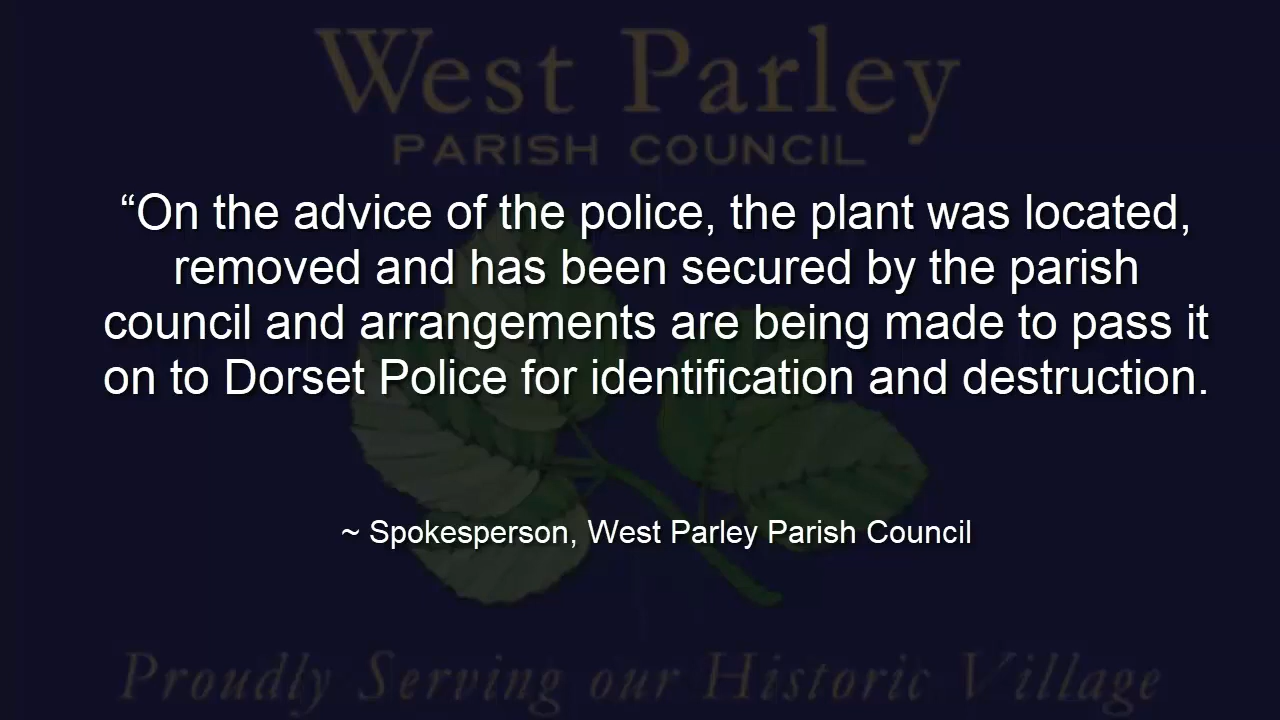 West Parley
PARISH COUNCIL
“On the advice of the police, the plant was located,
removed and has been secured by the parish
council and arrangements are being made to pass it
on to Dorset Police for identification and destruction.
~ Spokesperson, West Parley Parish Council
Proudly Serving our Historic Village